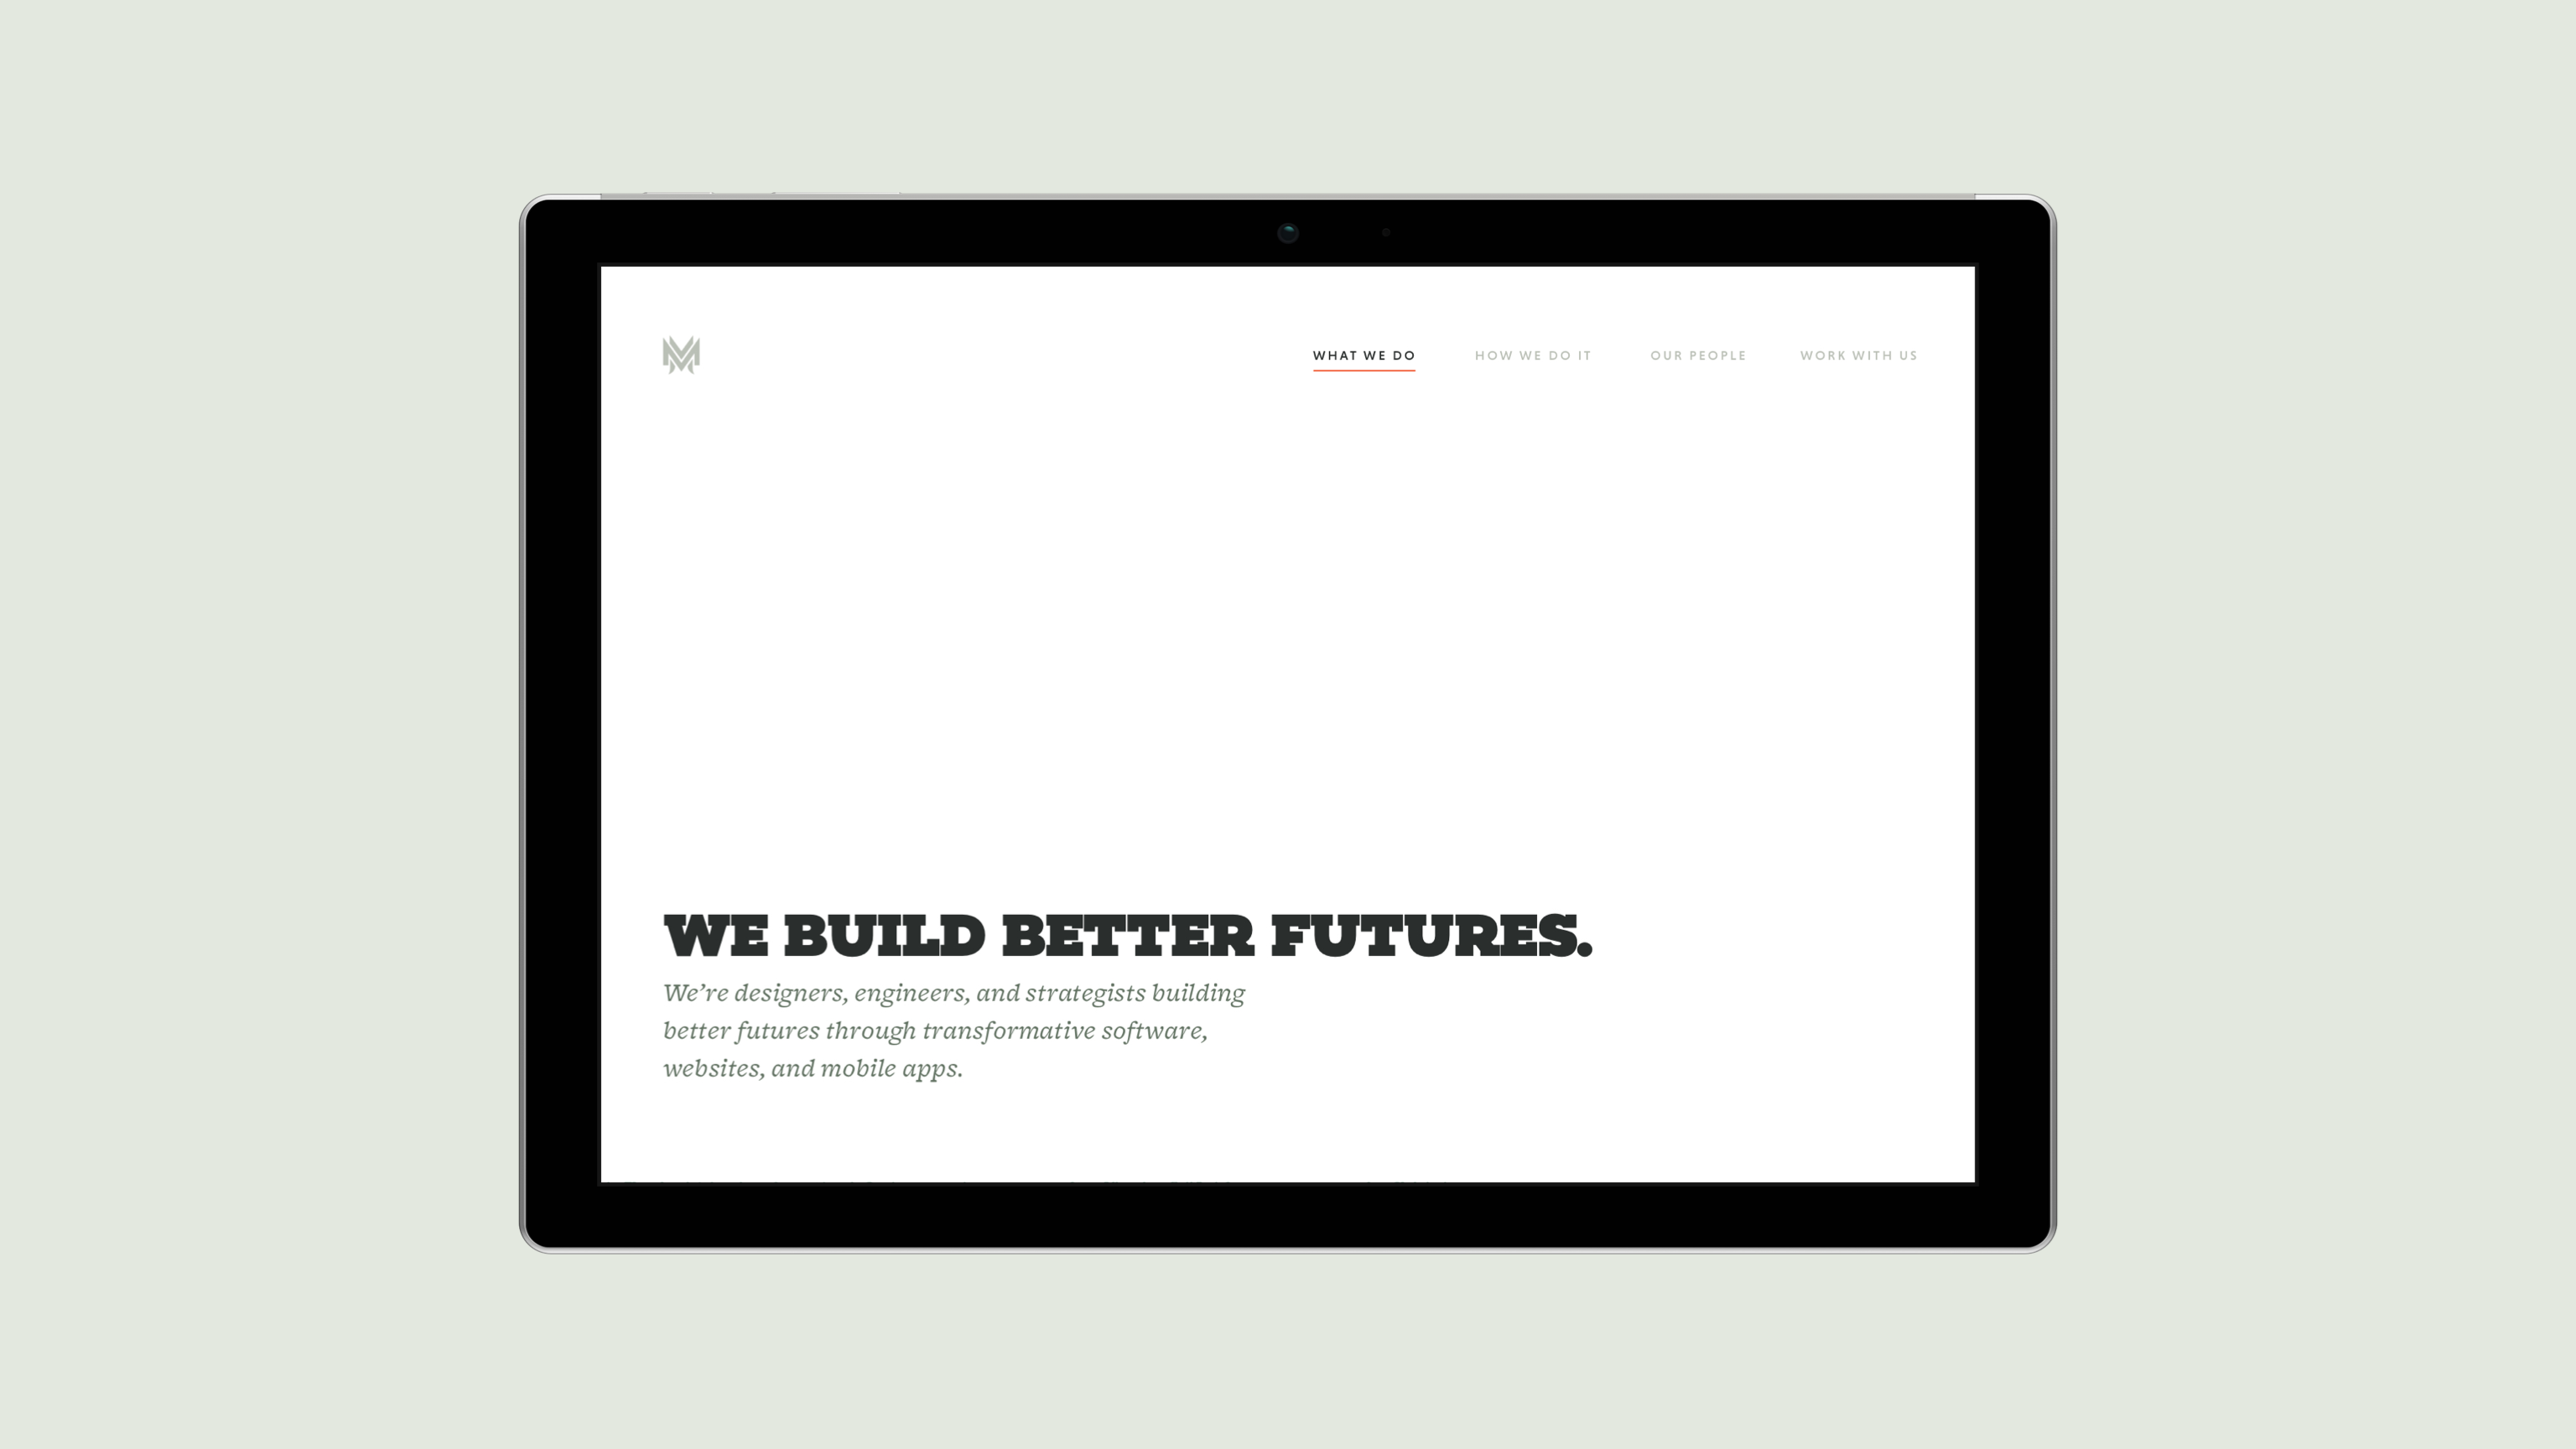 WHAT WE DO HOW WE DO IT OUR PEOPLE WORK WITH US
WE BUILD BETTER FUTURES.
We’re designers, engineers, and strategists building
better futures through transformative software,
websites, and mobile apps.